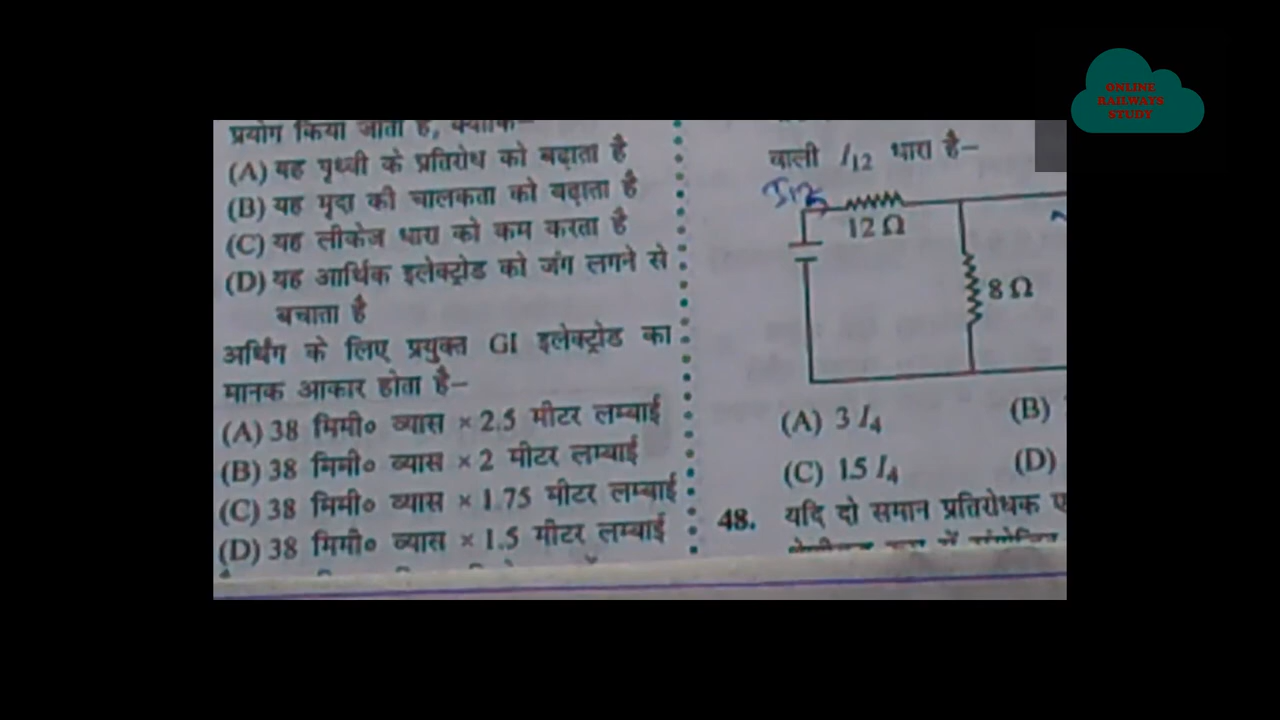 प्रयोग किया जाता है, क्योंकि–
(A) यह पृथ्वी के प्रतिरोध को बढ़ाता है
(B) यह मृदा की चालकता को बढ़ाता है
(C) यह लीकेज धारा को कम करता है
(D) यह आर्थिक इलेक्ट्रोड को जंग लगने से
बचाता है
अर्थिंग के लिए प्रयुक्त GI इलेक्ट्रोड का
मानक आकार होता है–
(A) 38 मिमी० व्यास × 2.5 मीटर लम्बाई
(B) 38 मिमी० व्यास × 2 मीटर लम्बाई
(C) 38 मिमी० व्यास × 1.75 मीटर लम्बाई
(D) 38 मिमी० व्यास × 1.5 मीटर लम्बाई
वाली I12 धारा है–
I12
12 Ω
8 Ω
(A) 3 I4
(B)
(C) 15 I4
(D)
48. यदि दो समान प्रतिरोधक
ONLINE
RAILWAYS
STUDY